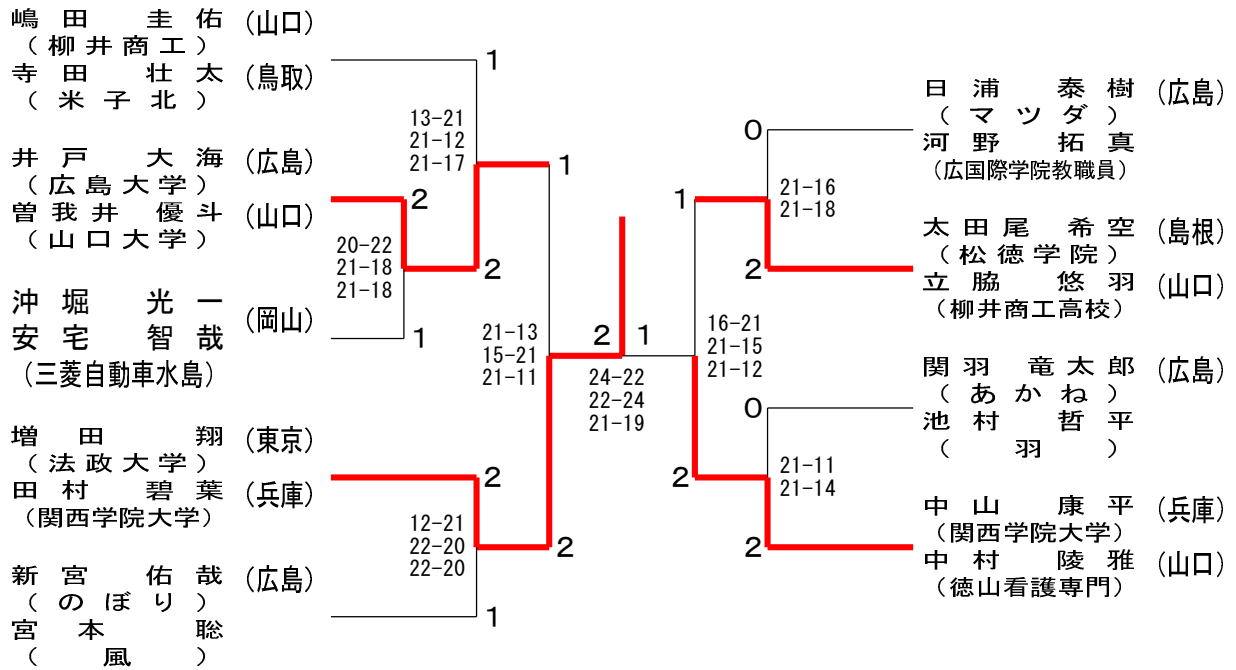 嶋田 圭佑 (山口)
(柳井商工)
寺田 壮太 (鳥取)
(米子北)
井戸 大海 (広島)
(広島大学)
曽我井 優斗 (山口)
(山口大学)
沖堀 光一
安宅 智哉 (岡山)
(三菱自動車水島)
増田 翔 (東京)
(法政大学)
田村 碧葉 (兵庫)
(関西学院大学)
新宮 佑哉 (広島)
(のぼり)
宮本 聡
(風)
1
13-21
21-12
21-17
2
20-22
21-18
21-18
1
2
1
21-13
15-21
21-11
2
12-21
22-20
22-20
1
2
2
1
24-22
22-24
21-19
1
16-21
21-15
21-12
2
0
21-16
21-18
2
0
21-11
21-14
2
日浦 泰樹 (広島)
(マツダ)
河野 拓真
(広国際学院教職員)
太田尾 希空 (島根)
(松徳学院)
立脇 悠羽 (山口)
(柳井商工高校)
関羽 竜太郎 (広島)
(あかね)
池村 哲平
(羽)
中山 康平 (兵庫)
(関西学院大学)
中村 陵雅 (山口)
(徳山看護専門)